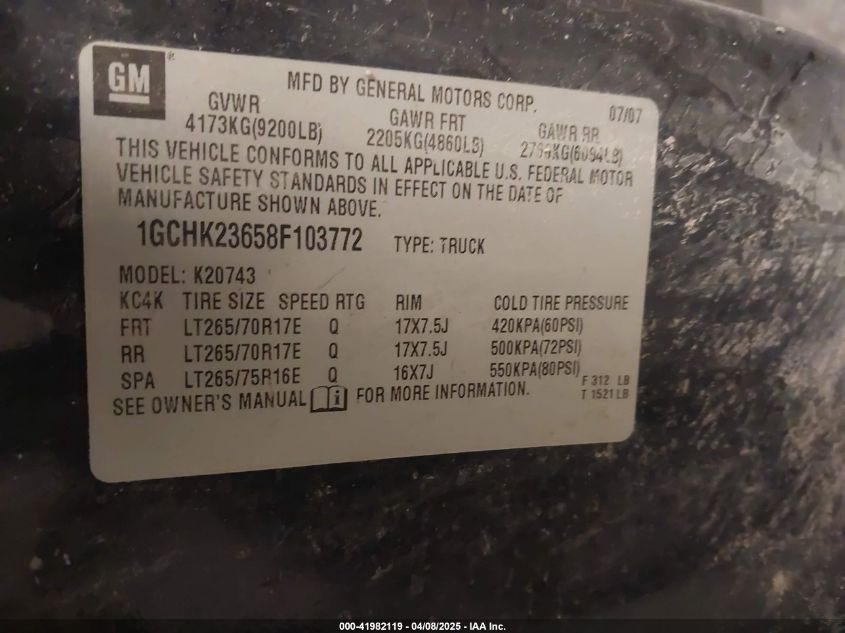 GM
MFD BY GENERAL MOTORS CORP. 07/07
GVWR GAWR FRT GAWR RR
4173KG(9200LB) 2205KG(4860LB) (6094LB)
THIS VEHICLE CONFORMS TO ALL APPLICABLE U.S. FEDERAL MOTOR
VEHICLE SAFETY STANDARDS IN EFFECT ON THE DATE OF
MANUFACTURE SHOWN ABOVE.
1GCHK23658F103772 TYPE: TRUCK
MODEL: K20743
KC4K TIRE SIZE SPEED RTG RIM COLD TIRE PRESSURE
FRT LT265/70R17E Q 17X7.5J 420KPA(60PSI)
RR LT265/70R17E Q 17X7.5J 500KPA(72PSI)
SPA LT265/75R16E Q 16X7J 550KPA(80PSI)
F 312 LB
T 1521 LB
SEE OWNER'S MANUAL i FOR MORE INFORMATION.
000-41982119 - 04/08/2025 - IAA Inc.